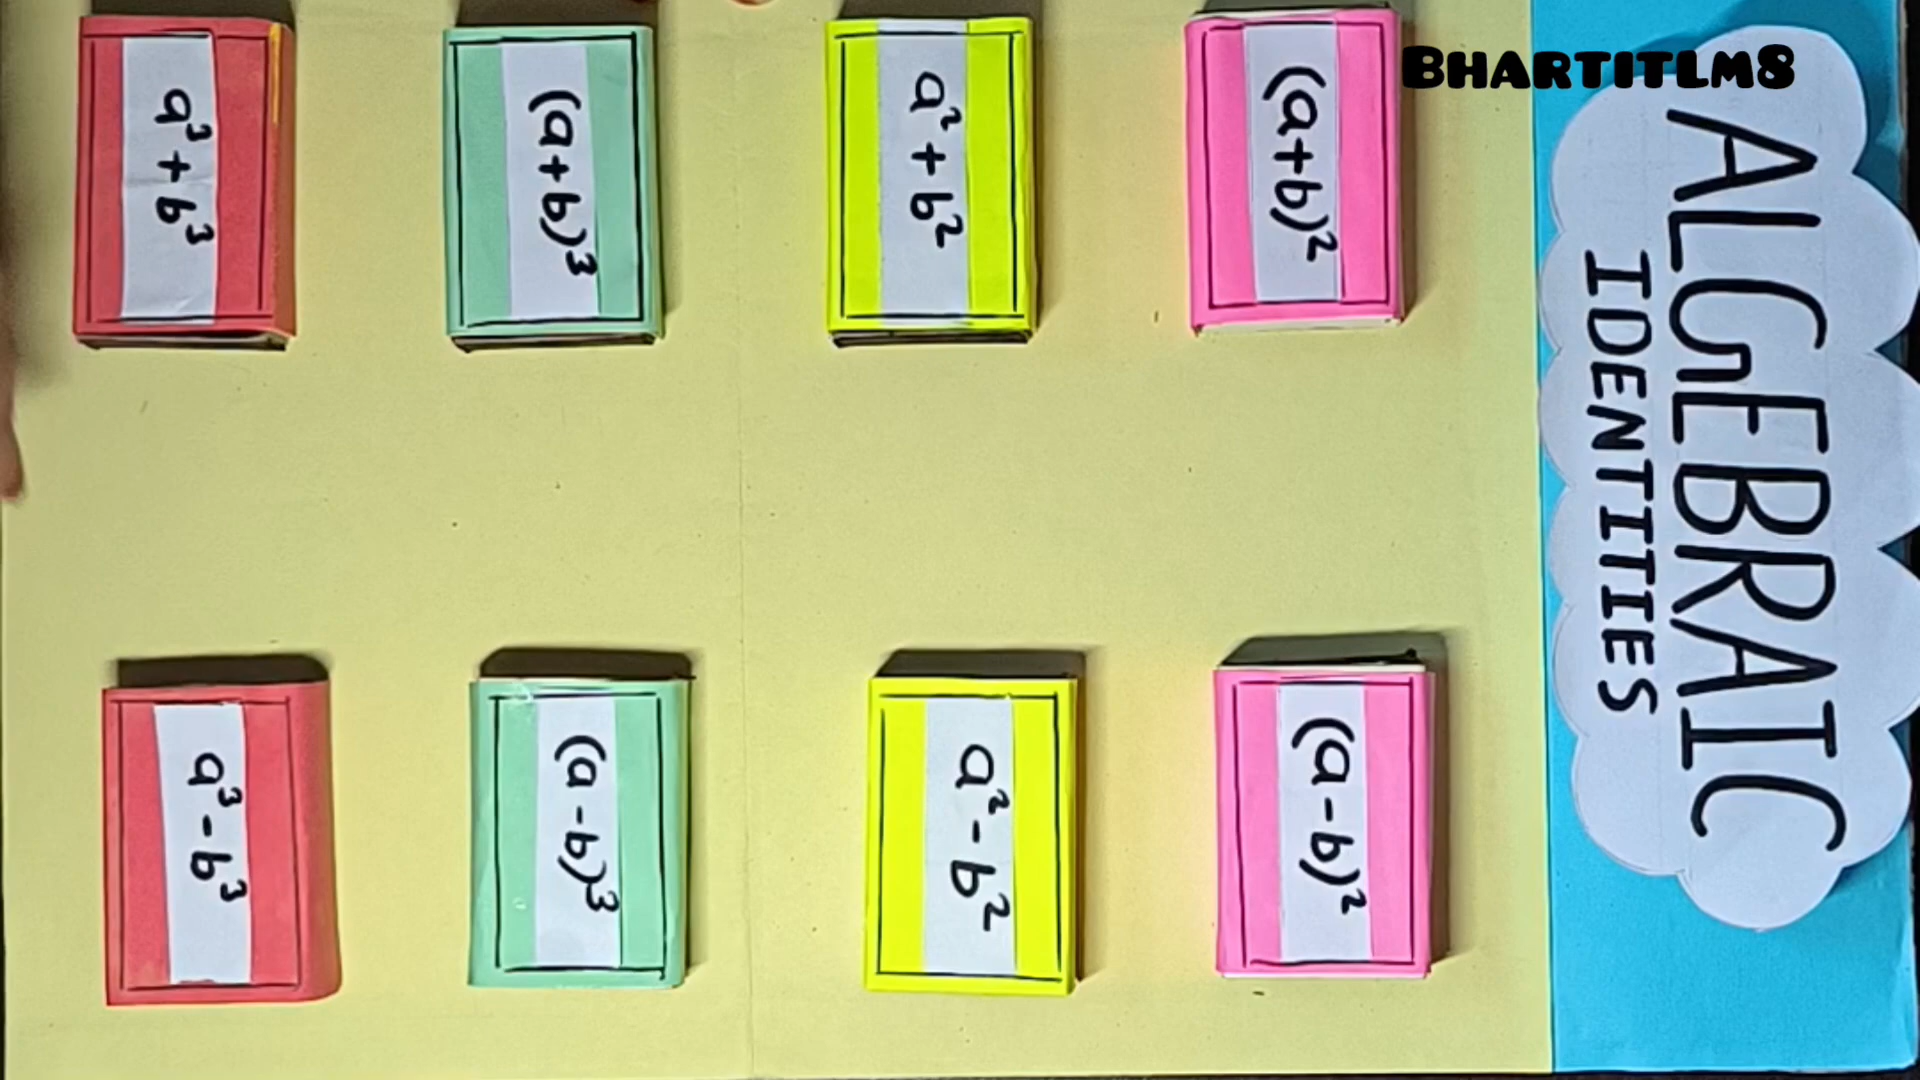 BHARTITLM8
ALGEBRAIC
IDENTITIES
(a+b)²
(a-b)²
a²+b²
a²-b²
(a+b)³
(a-b)³
a³+b³
a³-b³